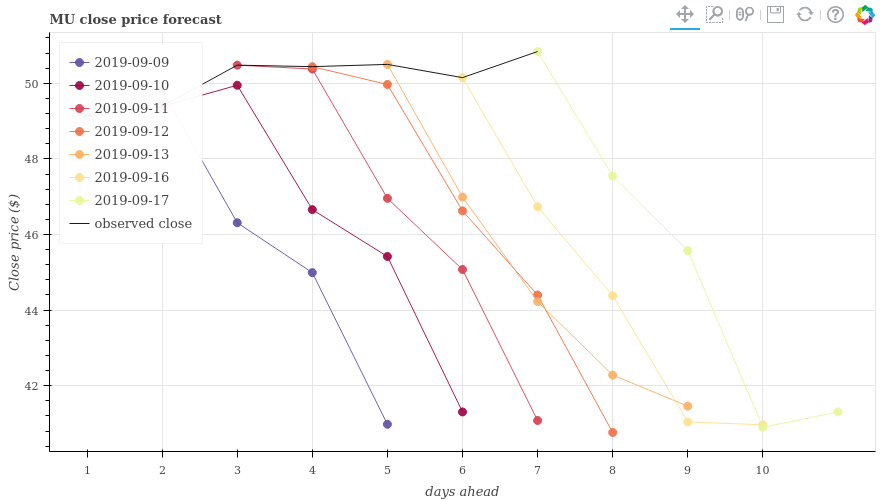 MU close price forecast
2019-09-09
2019-09-10
2019-09-11
2019-09-12
2019-09-13
2019-09-16
2019-09-17
observed close
Close price ($)
50
48
46
44
42
1 2 3 4 5 6 7 8 9 10
days ahead